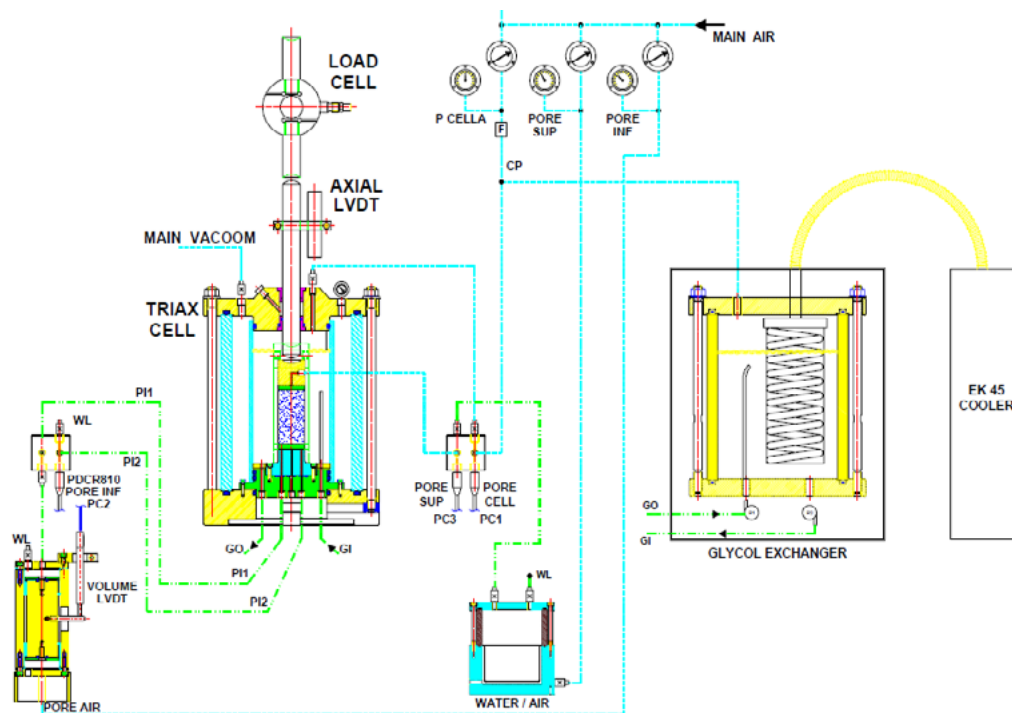 MAIN AIR
LOAD
CELL
P CELLA
PORE
SUP
PORE
INF
F
CP
AXIAL
LVDT
MAIN VACOOM
TRIAX
CELL
EK 45
COOLER
PI1
WL
PI2
PDCR810
PORE INF
PC2
PORE
SUP
PORE
CELL
PC3
PC1
GO
GI
GLYCOL EXCHANGER
GO
GI
PI1
PI2
WL
VOLUME
LVDT
WL
PORE AIR
WATER / AIR